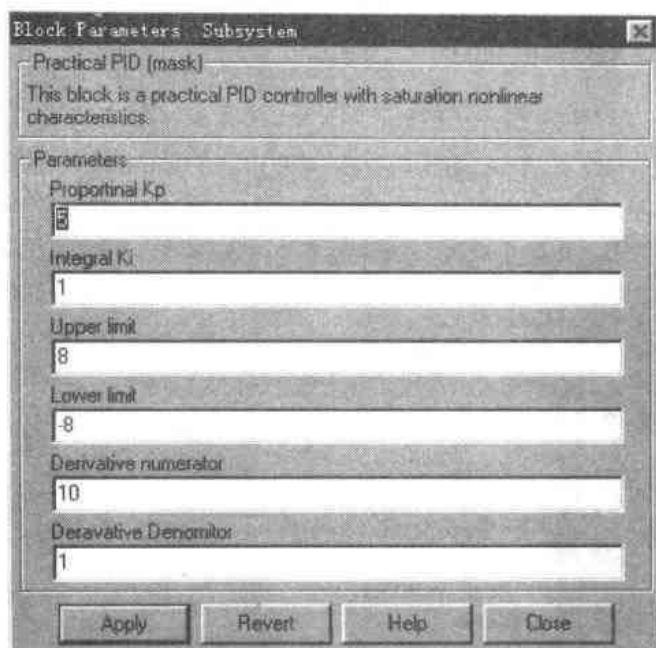 Block Parameters Subsystem
Practical PID (mask)
This block is a practical PID controller with saturation nonlinear
characteristics.
Parameters
Proportinal Kp
5
Integral Ki
1
Upper limit
8
Lower limit
-8
Derivative numerator
10
Deravative Denomitor
1
Apply Revert Help Close